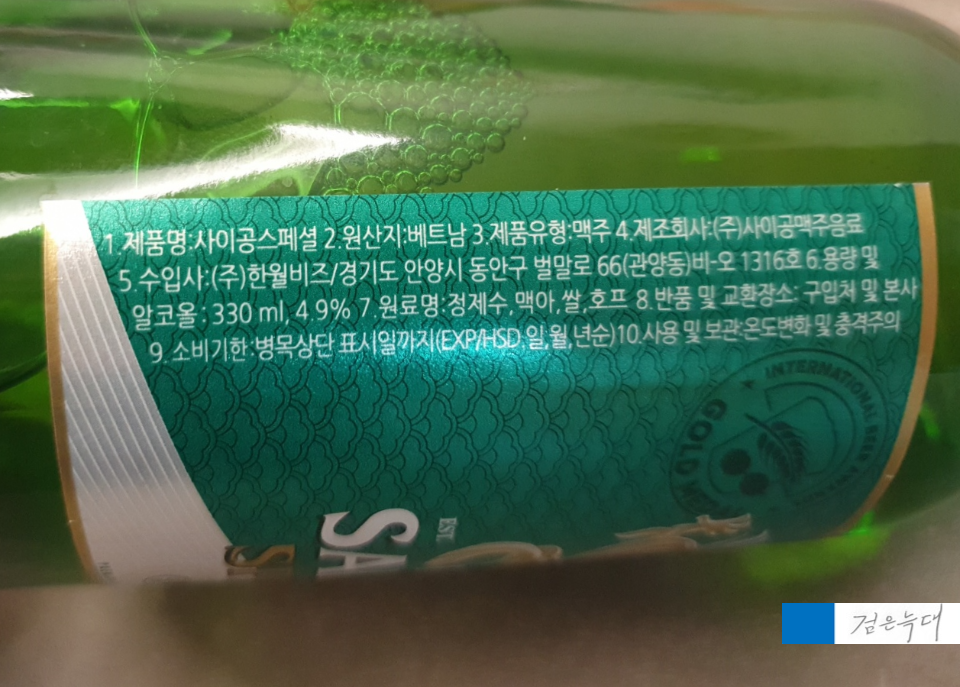 1.제품명:사이공스페셜 2.원산지:베트남 3.제품유형:맥주 4.제조회사:(주)사이공맥주음료
5.수입사:(주)한월비즈/경기도 안양시 동안구 벌말로 66(관양동)비-오 1316호 6 용량 및
알코올:330 ml, 4 9% 7.원료명:정제수,맥아,쌀,호프 8.반품 및 교환장소: 구입처 및 본사
9.소비기한:병목상단 표시일까지(EXP/HSD.일,월,년순)10.사용 및 보관:온도변화 및 충격주의
INTERNATIONAL BEER
GOLD
EST
SA
검은늑대